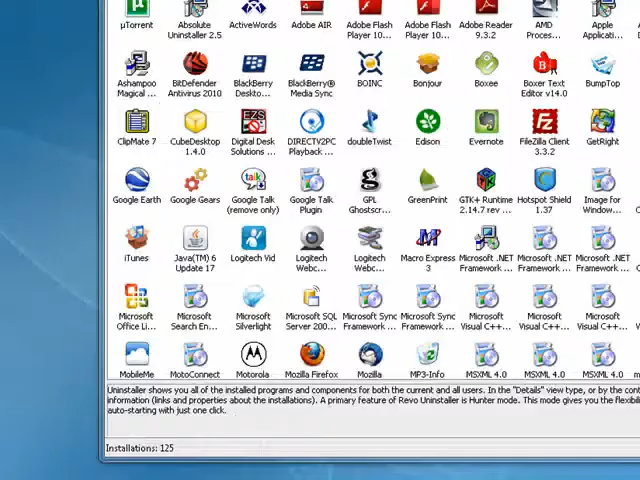 µTorrent Absolute ActiveWords Adobe AIR Adobe Flash Adobe Flash Adobe Reader AMD Apple
Uninstaller 2.5 Player 10... Player 10... 9.3.2 Proces... Applicati...
Ashampoo BitDefender BlackBerry BlackBerry® BOINC Bonjour Boxee Boxer Text BumpTop
Magical ... Antivirus 2010 Deskto... Media Sync Editor v14.0
EZS
ClipMate 7 CubeDesktop Digital Desk DIRECTV2PC doubleTwist Edison Evernote FileZilla Client GetRight
1.4.0 Solutions ... Playback ... 3.3.2
talk
Google Earth Google Gears Google Talk Google Talk GPL GreenPrint GTK+ Runtime Hotspot Shield Image for
(remove only) Plugin Ghostscr... 2.14.7 rev ... 1.37 Window...
iTunes Java(TM) 6 Logitech Vid Logitech Logitech Macro Express Microsoft .NET Microsoft .NET Microsoft .NET
Update 17 Webc... Webc... 3 Framework ... Framework ... Framework ...
Microsoft Microsoft Microsoft Microsoft SQL Microsoft Sync Microsoft Sync Microsoft Microsoft Microsoft
Office Li... Search En... Silverlight Server 200... Framework ... Framework ... Visual C++... Visual C++... Visual C++...
MobileMe MotoConnect Motorola Mozilla Firefox Mozilla MP3-Info MSXML 4.0 MSXML 4.0 MSXML 4.0
Uninstaller shows you all of the installed programs and components for both the current and all users. In the "Details" view type, or by the cont
information (links and properties about the installations). A primary feature of Revo Uninstaller is Hunter mode. This mode gives you the flexibil
auto-starting with just one click.
Installations: 125